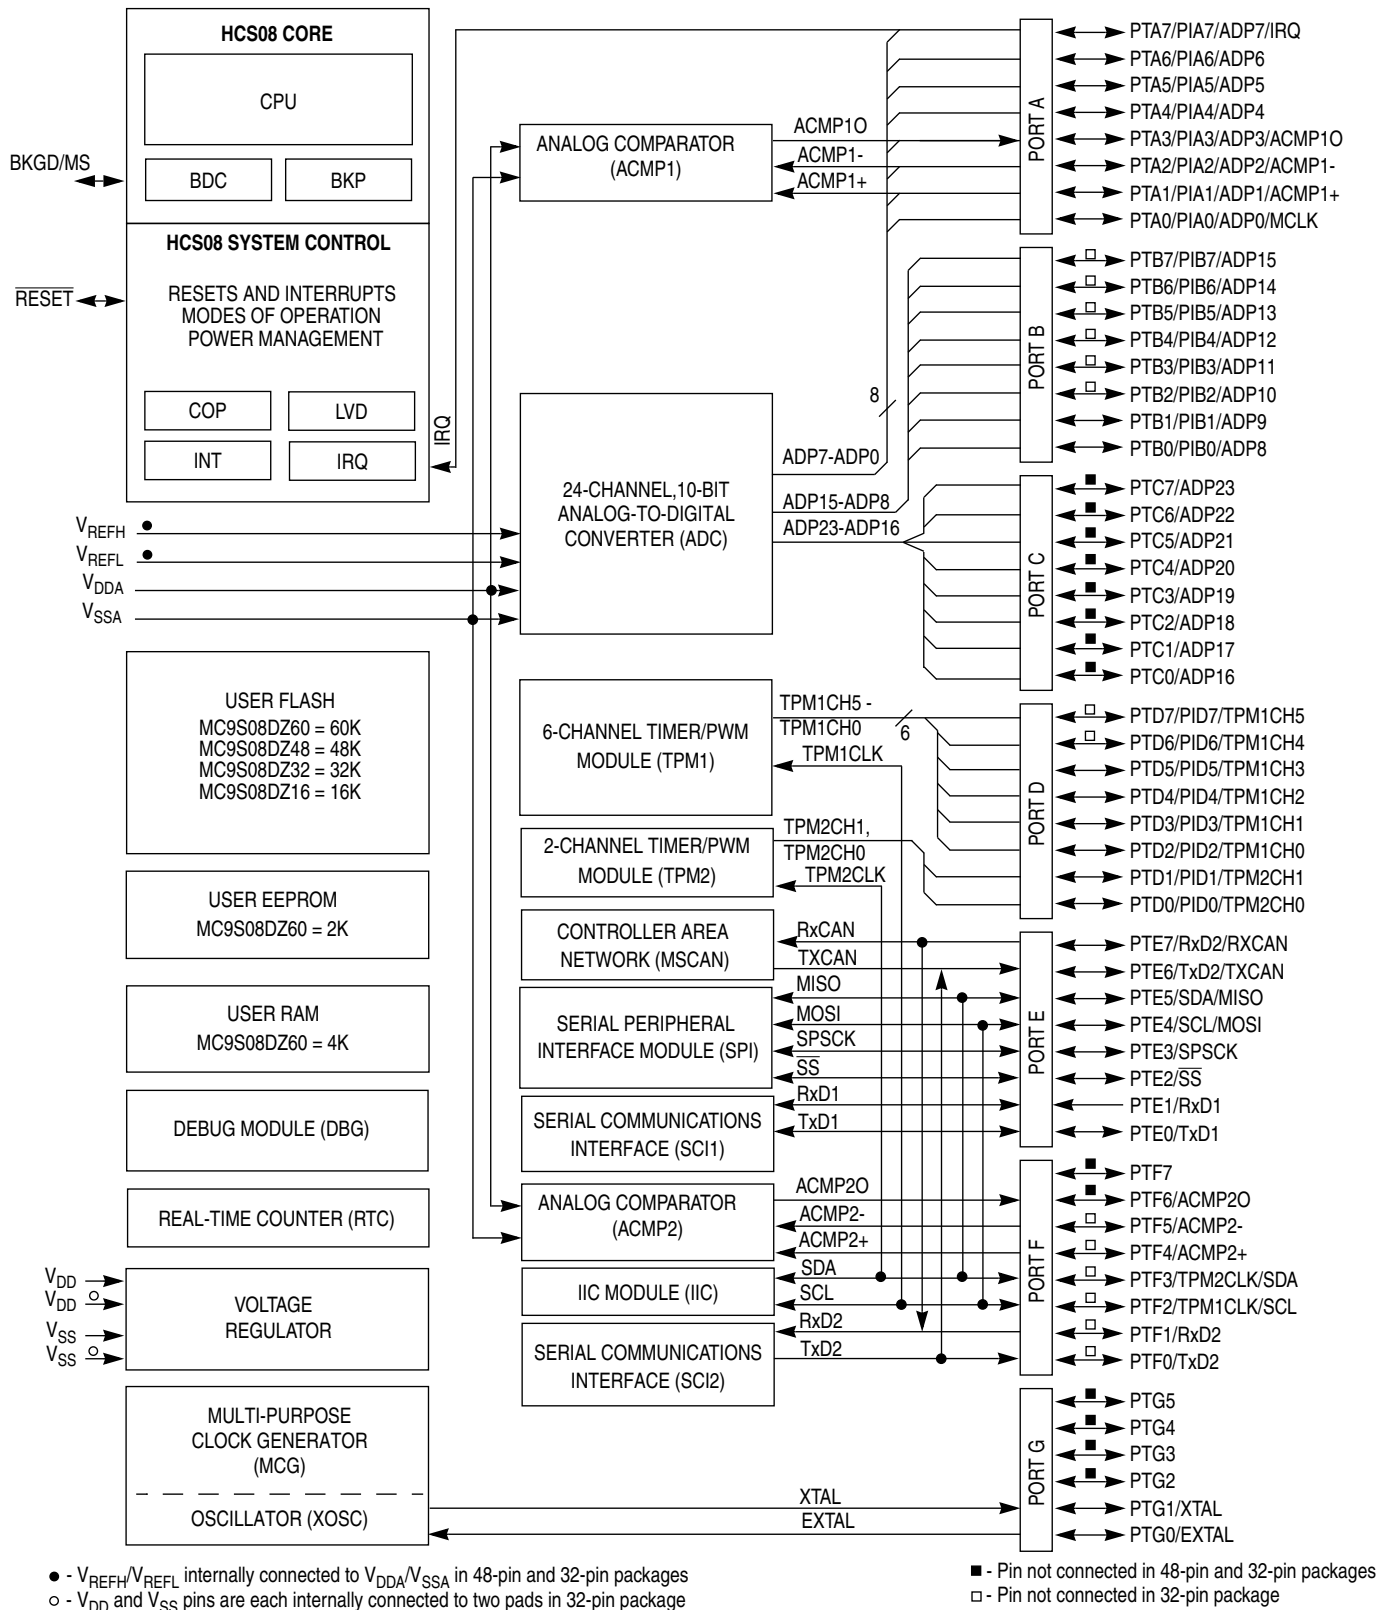 HCS08 CORE
CPU
BDC
BKP
BKGD/MS
HCS08 SYSTEM CONTROL
RESETS AND INTERRUPTS
MODES OF OPERATION
POWER MANAGEMENT
RESET
COP
LVD
INT
IRQ
IRQ
VREFH
VREFL
VDDA
VSSA
USER FLASH
MC9S08DZ60 = 60K
MC9S08DZ48 = 48K
MC9S08DZ32 = 32K
MC9S08DZ16 = 16K
USER EEPROM
MC9S08DZ60 = 2K
USER RAM
MC9S08DZ60 = 4K
DEBUG MODULE (DBG)
REAL-TIME COUNTER (RTC)
VDD
VDD
VSS
VSS
VOLTAGE
REGULATOR
MULTI-PURPOSE
CLOCK GENERATOR
(MCG)
OSCILLATOR (XOSC)
ANALOG COMPARATOR
(ACMP1)
ACMP1O
ACMP1-
ACMP1+
24-CHANNEL,10-BIT
ANALOG-TO-DIGITAL
CONVERTER (ADC)
8
ADP7-ADP0
ADP15-ADP8
ADP23-ADP16
6-CHANNEL TIMER/PWM
MODULE (TPM1)
TPM1CH5 -
TPM1CH0
6
TPM1CLK
2-CHANNEL TIMER/PWM
MODULE (TPM2)
TPM2CH1,
TPM2CH0
TPM2CLK
CONTROLLER AREA
NETWORK (MSCAN)
RxCAN
TXCAN
SERIAL PERIPHERAL
INTERFACE MODULE (SPI)
MISO
MOSI
SPSCK
SS
SERIAL COMMUNICATIONS
INTERFACE (SCI1)
RxD1
TxD1
ANALOG COMPARATOR
(ACMP2)
ACMP2O
ACMP2-
ACMP2+
IIC MODULE (IIC)
SDA
SCL
SERIAL COMMUNICATIONS
INTERFACE (SCI2)
RxD2
TxD2
XTAL
EXTAL
PORT A
PTA7/PIA7/ADP7/IRQ
PTA6/PIA6/ADP6
PTA5/PIA5/ADP5
PTA4/PIA4/ADP4
PTA3/PIA3/ADP3/ACMP1O
PTA2/PIA2/ADP2/ACMP1-
PTA1/PIA1/ADP1/ACMP1+
PTA0/PIA0/ADP0/MCLK
PORT B
PTB7/PIB7/ADP15
PTB6/PIB6/ADP14
PTB5/PIB5/ADP13
PTB4/PIB4/ADP12
PTB3/PIB3/ADP11
PTB2/PIB2/ADP10
PTB1/PIB1/ADP9
PTB0/PIB0/ADP8
PORT C
PTC7/ADP23
PTC6/ADP22
PTC5/ADP21
PTC4/ADP20
PTC3/ADP19
PTC2/ADP18
PTC1/ADP17
PTC0/ADP16
PORT D
PTD7/PID7/TPM1CH5
PTD6/PID6/TPM1CH4
PTD5/PID5/TPM1CH3
PTD4/PID4/TPM1CH2
PTD3/PID3/TPM1CH1
PTD2/PID2/TPM1CH0
PTD1/PID1/TPM2CH1
PTD0/PID0/TPM2CH0
PORT E
PTE7/RxD2/RXCAN
PTE6/TxD2/TXCAN
PTE5/SDA/MISO
PTE4/SCL/MOSI
PTE3/SPSCK
PTE2/SS
PTE1/RxD1
PTE0/TxD1
PORT F
PTF7
PTF6/ACMP2O
PTF5/ACMP2-
PTF4/ACMP2+
PTF3/TPM2CLK/SDA
PTF2/TPM1CLK/SCL
PTF1/RxD2
PTF0/TxD2
PORT G
PTG5
PTG4
PTG3
PTG2
PTG1/XTAL
PTG0/EXTAL
● - VREFH/VREFL internally connected to VDDA/VSSA in 48-pin and 32-pin packages
○ - VDD and VSS pins are each internally connected to two pads in 32-pin package
■ - Pin not connected in 48-pin and 32-pin packages
□ - Pin not connected in 32-pin package